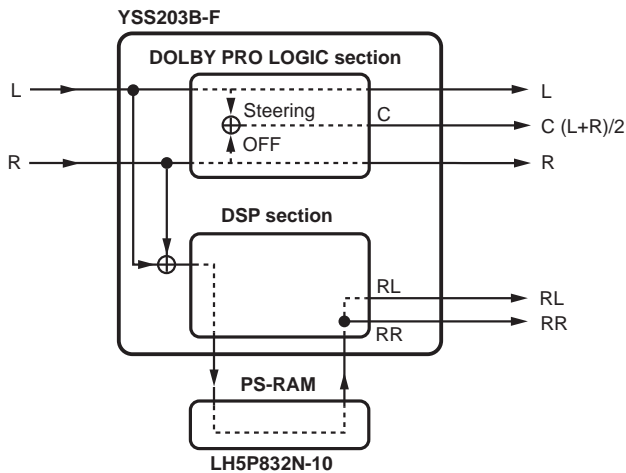 YSS203B-F
DOLBY PRO LOGIC section
L
L
Steering
C
C (L+R)/2
OFF
R
R
DSP section
RL
RL
RR
RR
PS-RAM
LH5P832N-10